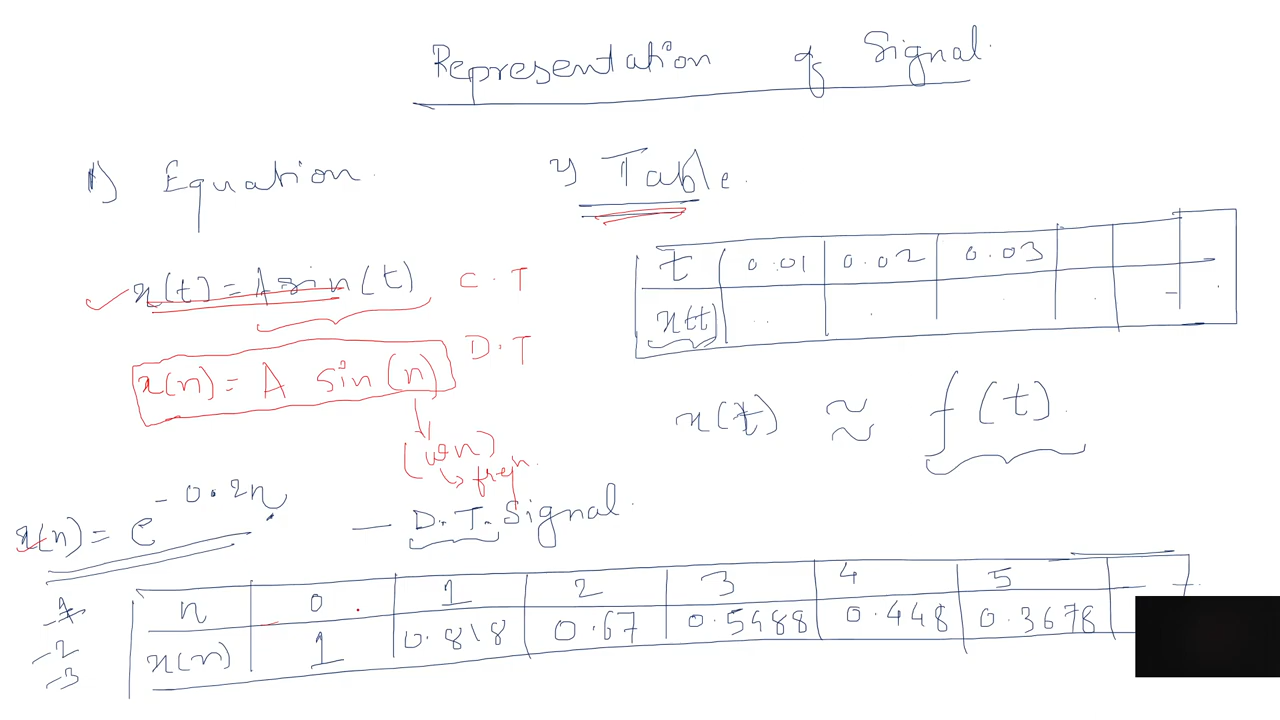 Representation of Signal.
1) Equation.
2) Table.
x(t) = A sin(t) C.T
x(n) = A sin(n) D.T
(ωn)
↳ freqn.
t 0.01 0.02 0.03
x(t)
x(t) ≈ f(t).
x(n) = e^{-0.2n} — D.T. Signal.
n 0 1 2 3 4 5
x(n) 1 0.818 0.67 0.5488 0.448 0.3678
-2
-3